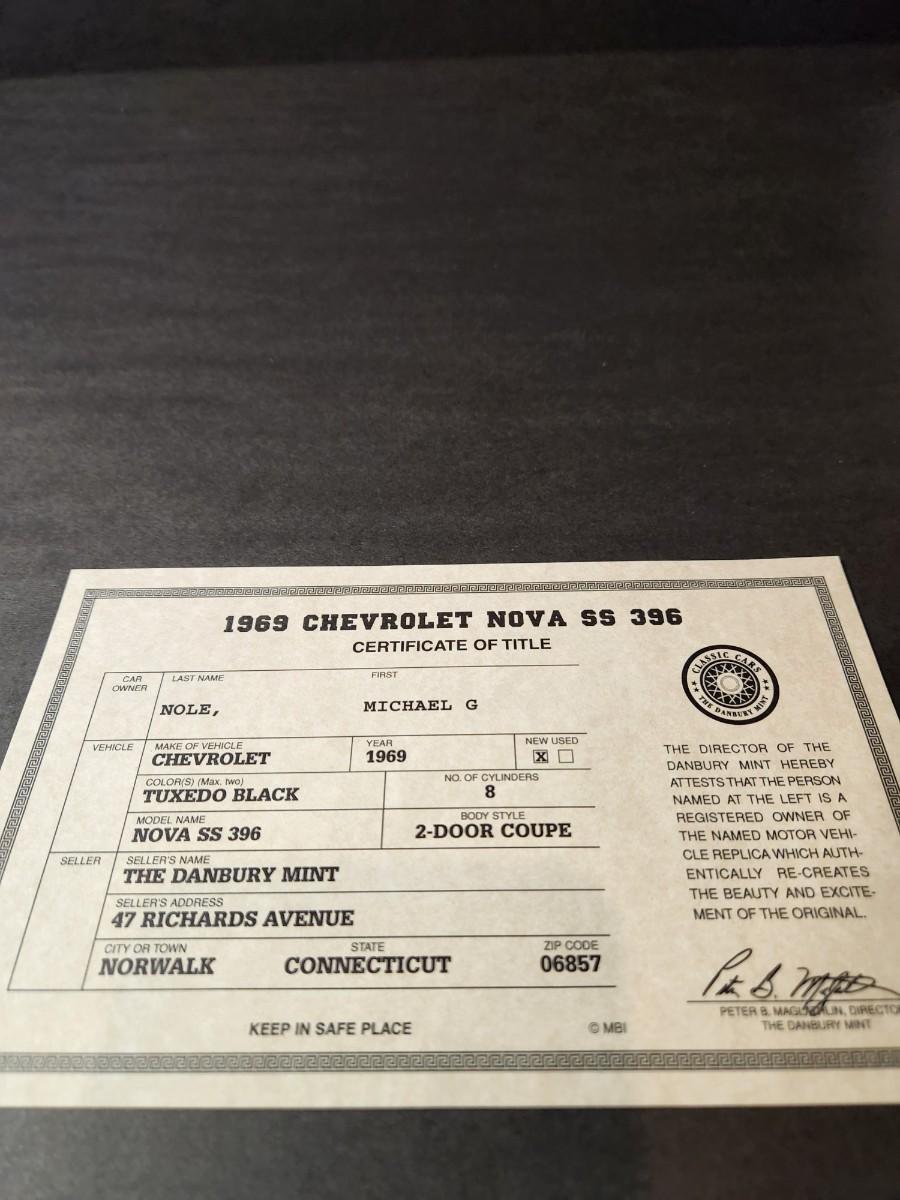 1969 CHEVROLET NOVA SS 396
CERTIFICATE OF TITLE
CAR OWNER
LAST NAME FIRST
NOLE, MICHAEL G
VEHICLE
MAKE OF VEHICLE YEAR NEW USED
CHEVROLET 1969 X
COLOR(S) (Max. two) NO. OF CYLINDERS
TUXEDO BLACK 8
MODEL NAME BODY STYLE
NOVA SS 396 2-DOOR COUPE
SELLER
SELLER'S NAME
THE DANBURY MINT
SELLER'S ADDRESS
47 RICHARDS AVENUE
CITY OR TOWN STATE ZIP CODE
NORWALK CONNECTICUT 06857
KEEP IN SAFE PLACE © MBI
CLASSIC CARS
THE DANBURY MINT
THE DIRECTOR OF THE
DANBURY MINT HEREBY
ATTESTS THAT THE PERSON
NAMED AT THE LEFT IS A
REGISTERED OWNER OF
THE NAMED MOTOR VEHI-
CLE REPLICA WHICH AUTH-
ENTICALLY RE-CREATES
THE BEAUTY AND EXCITE-
MENT OF THE ORIGINAL.
Peter B.
PETER B. DIRECTO
THE DANBURY MINT